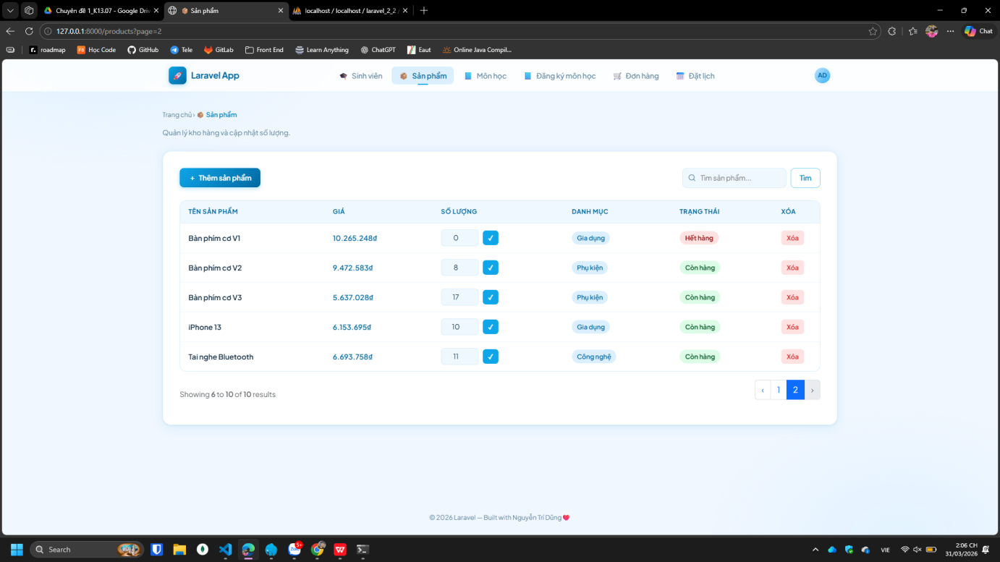 Chuyên đề 1_K13.07 - Google Driv
Sản phẩm
localhost / localhost / laravel_2_2 /
127.0.0.1:8000/products?page=2
Chat
roadmap
Học Code
GitHub
Tele
GitLab
Front End
Learn Anything
ChatGPT
Eaut
Online Java Compil...
Laravel App
Sinh viên
Sản phẩm
Môn học
Đăng ký môn học
Đơn hàng
Đặt lịch
AD
Trang chủ › Sản phẩm
Quản lý kho hàng và cập nhật số lượng.
+ Thêm sản phẩm
Tìm sản phẩm...
Tìm
TÊN SẢN PHẨM GIÁ SỐ LƯỢNG DANH MỤC TRẠNG THÁI XÓA
Bàn phím cơ V1 10.265.248₫ 0 ✓ Gia dụng Hết hàng Xóa
Bàn phím cơ V2 9.472.583₫ 8 ✓ Phụ kiện Còn hàng Xóa
Bàn phím cơ V3 5.637.028₫ 17 ✓ Phụ kiện Còn hàng Xóa
iPhone 13 6.153.695₫ 10 ✓ Gia dụng Còn hàng Xóa
Tai nghe Bluetooth 6.693.758₫ 11 ✓ Công nghệ Còn hàng Xóa
Showing 6 to 10 of 10 results
‹ 1 2 ›
© 2026 Laravel — Built with Nguyễn Trí Dũng
Search
5+
VIE
2:06 CH
31/03/2026